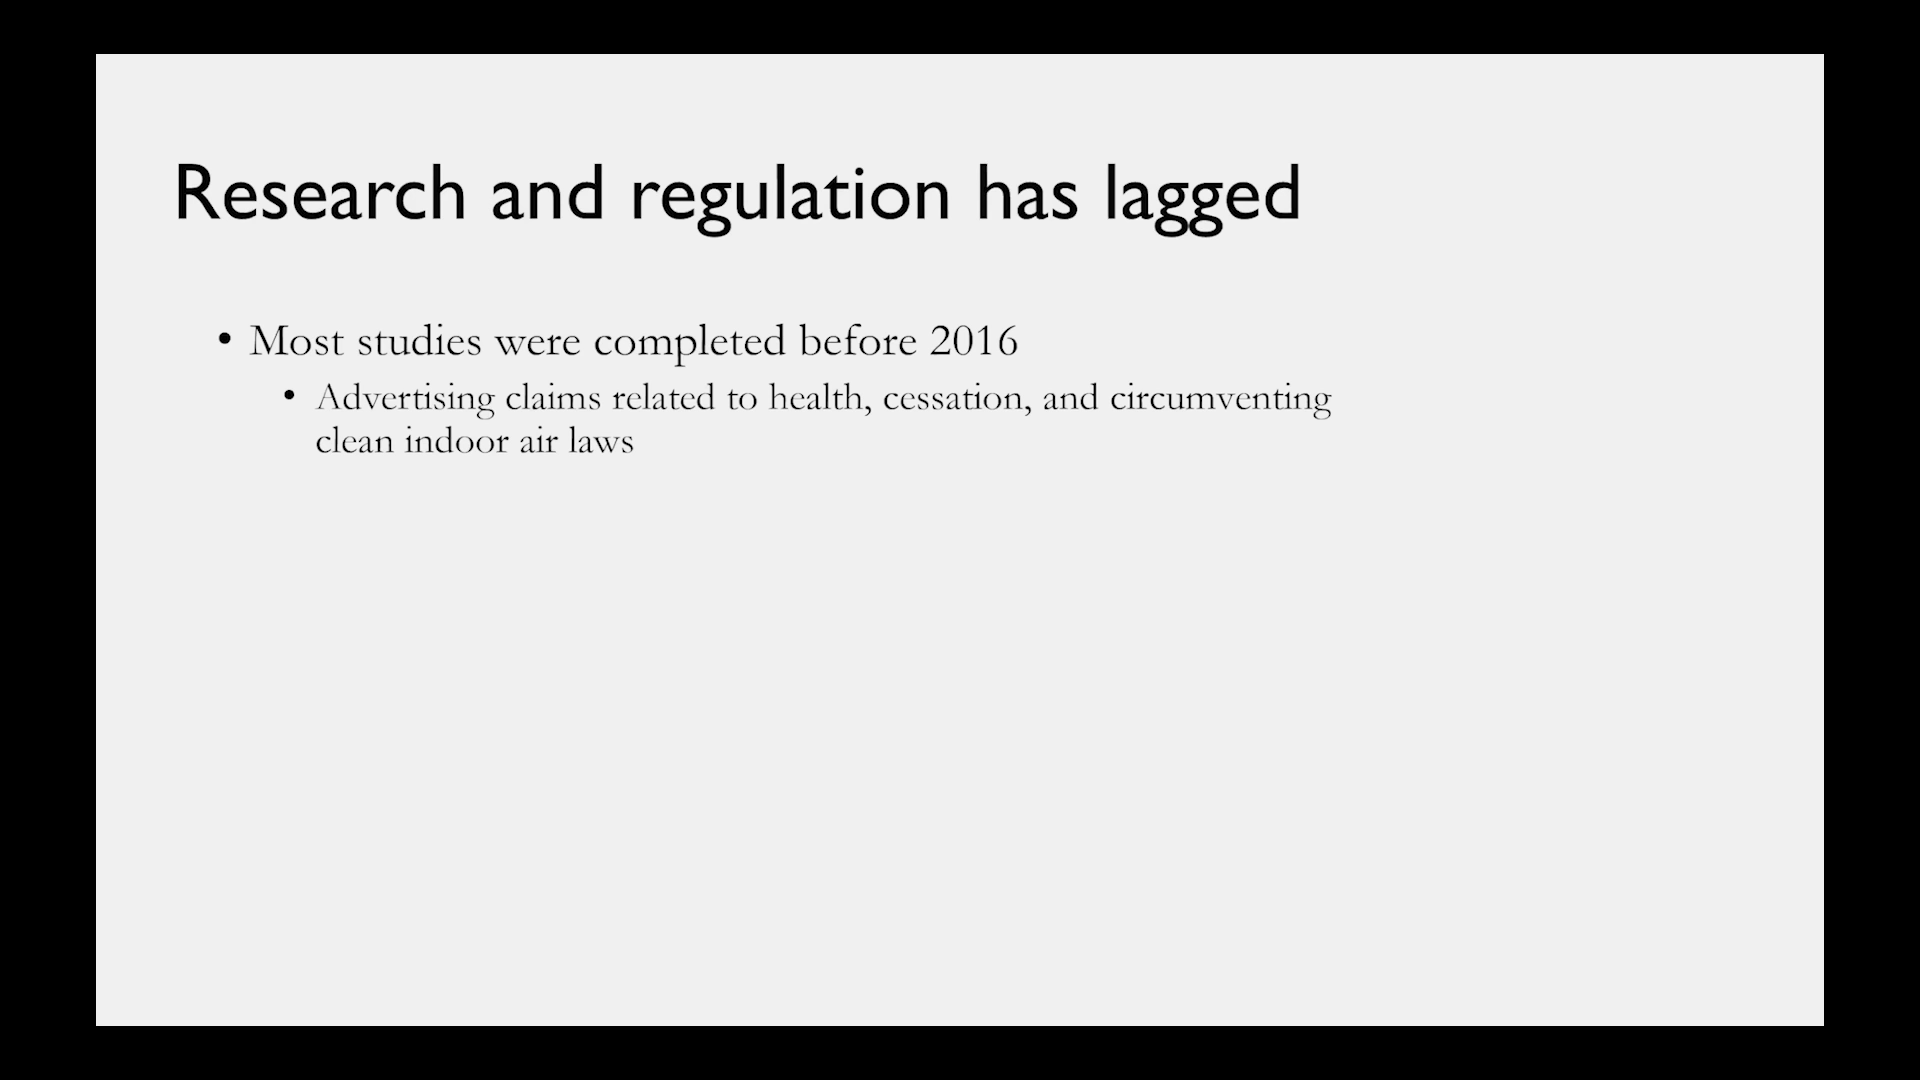 Research and regulation has lagged
• Most studies were completed before 2016
• Advertising claims related to health, cessation, and circumventing
clean indoor air laws